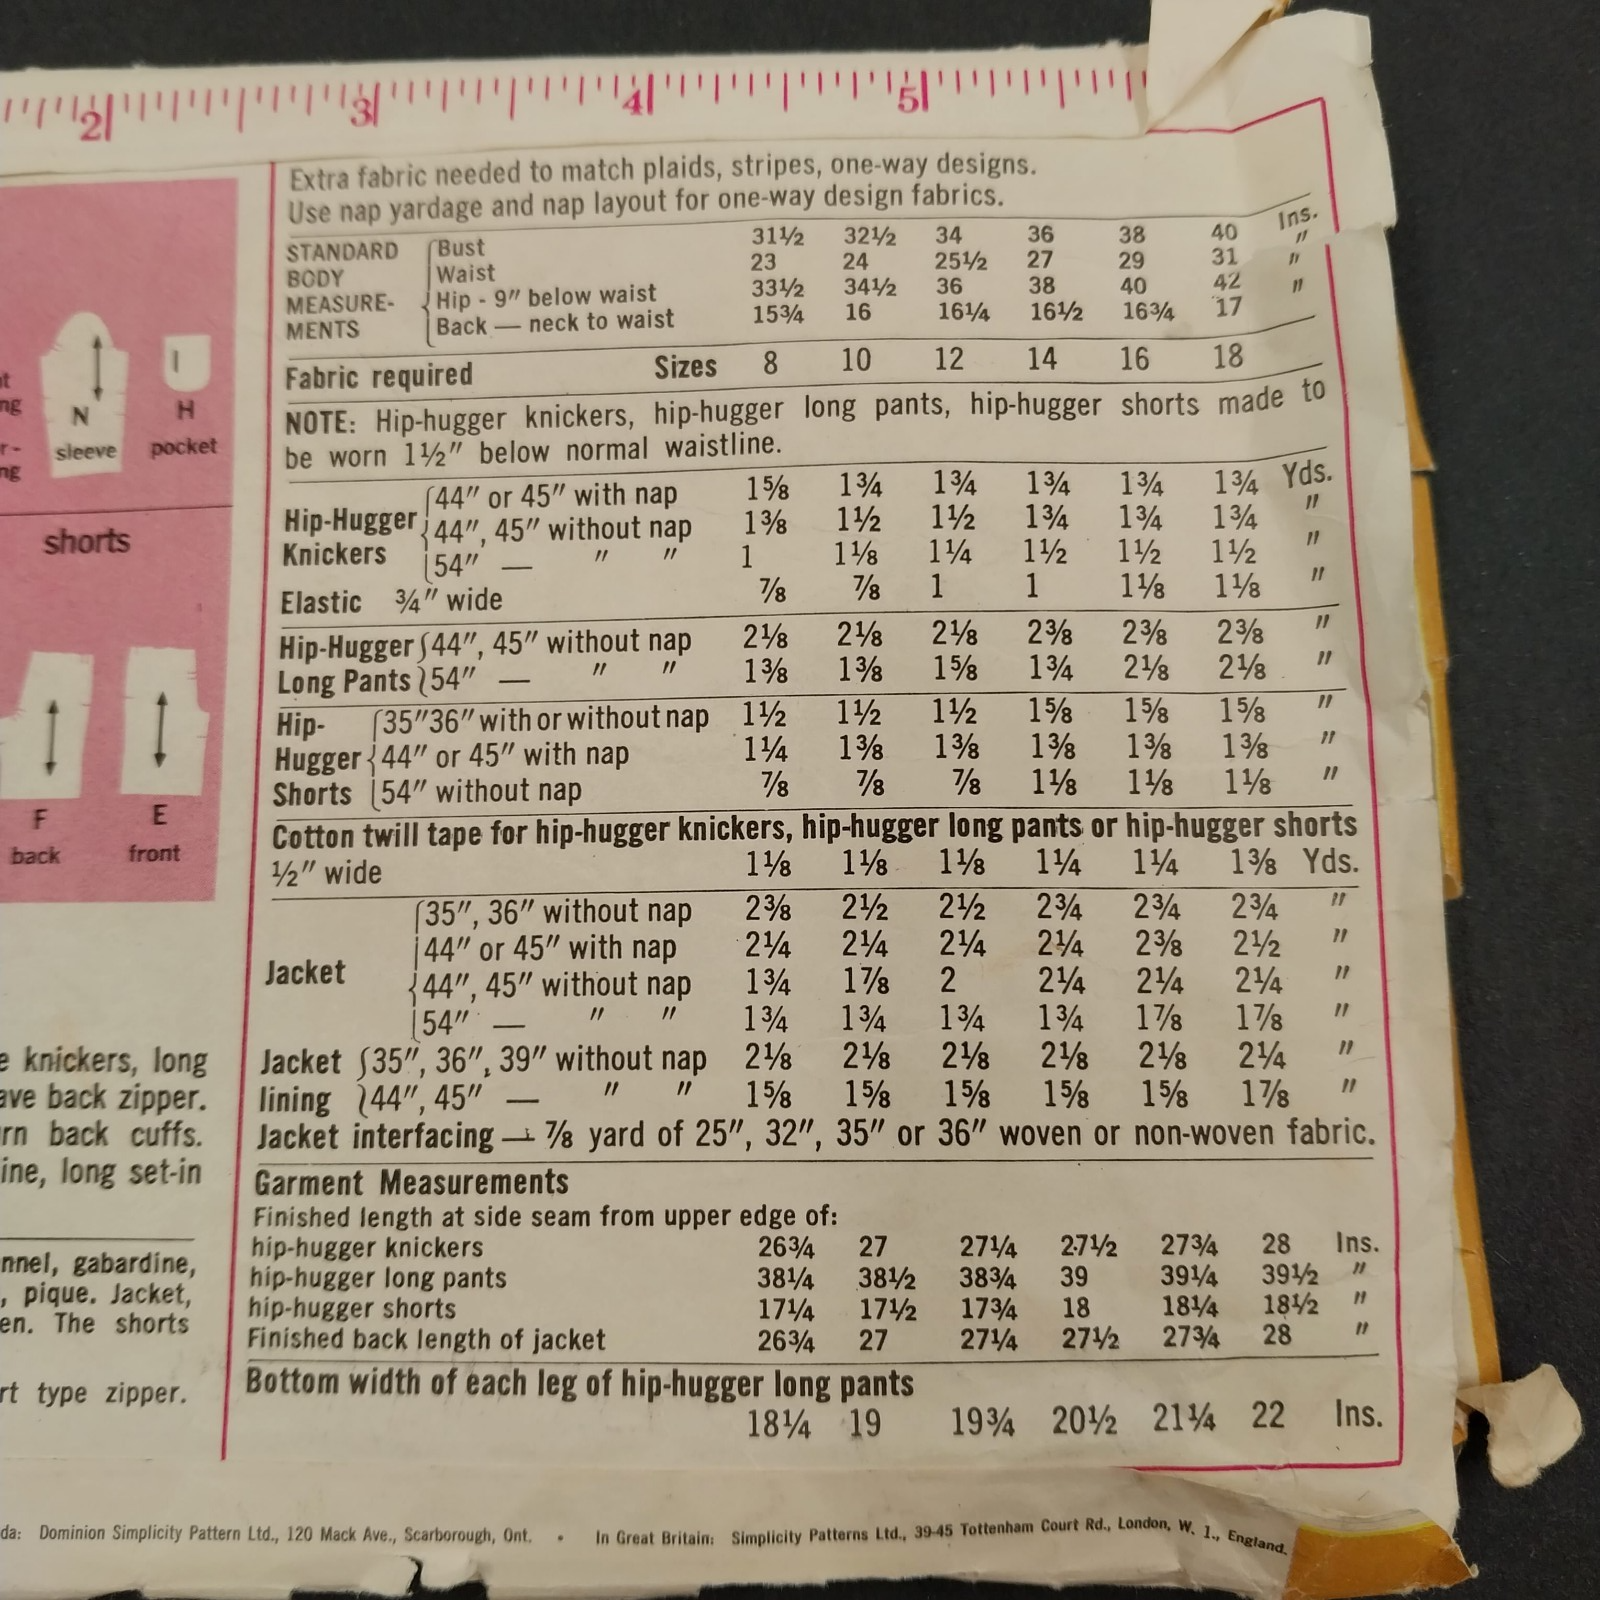 2 3 4 5
Extra fabric needed to match plaids, stripes, one-way designs.
Use nap yardage and nap layout for one-way design fabrics.
STANDARD BODY MEASURE-MENTS
Bust 31½ 32½ 34 36 38 40 Ins.
Waist 23 24 25½ 27 29 31 "
Hip - 9" below waist 33½ 34½ 36 38 40 42 "
Back — neck to waist 15¾ 16 16¼ 16½ 16¾ 17 "
Fabric required Sizes 8 10 12 14 16 18
NOTE: Hip-hugger knickers, hip-hugger long pants, hip-hugger shorts made to
be worn 1½" below normal waistline.
Hip-Hugger Knickers
44" or 45" with nap 1⅝ 1¾ 1¾ 1¾ 1¾ 1¾ Yds.
44", 45" without nap 1⅜ 1½ 1½ 1¾ 1¾ 1¾ "
54" — " " 1 1⅛ 1¼ 1½ 1½ 1½ "
Elastic ¾" wide ⅞ ⅞ 1 1 1⅛ 1⅛ "
Hip-Hugger Long Pants
44", 45" without nap 2⅛ 2⅛ 2⅛ 2⅜ 2⅜ 2⅜ "
54" — " " 1⅜ 1⅜ 1⅝ 1¾ 2⅛ 2⅛ "
Hip-Hugger Shorts
35"36" with or without nap 1½ 1½ 1½ 1⅝ 1⅝ 1⅝ "
44" or 45" with nap 1¼ 1⅜ 1⅜ 1⅜ 1⅜ 1⅜ "
54" without nap ⅞ ⅞ ⅞ 1⅛ 1⅛ 1⅛ "
Cotton twill tape for hip-hugger knickers, hip-hugger long pants or hip-hugger shorts
½" wide 1⅛ 1⅛ 1⅛ 1¼ 1¼ 1⅜ Yds.
Jacket
35", 36" without nap 2⅜ 2½ 2½ 2¾ 2¾ 2¾ "
44" or 45" with nap 2¼ 2¼ 2¼ 2¼ 2⅜ 2½ "
44", 45" without nap 1¾ 1⅞ 2 2¼ 2¼ 2¼ "
54" — " " 1¾ 1¾ 1¾ 1¾ 1⅞ 1⅞ "
Jacket lining
35", 36", 39" without nap 2⅛ 2⅛ 2⅛ 2⅛ 2⅛ 2¼ "
44", 45" — " " 1⅝ 1⅝ 1⅝ 1⅝ 1⅝ 1⅞ "
Jacket interfacing — ⅞ yard of 25", 32", 35" or 36" woven or non-woven fabric.
Garment Measurements
Finished length at side seam from upper edge of:
hip-hugger knickers 26¾ 27 27¼ 27½ 27¾ 28 Ins.
hip-hugger long pants 38¼ 38½ 38¾ 39 39¼ 39½ "
hip-hugger shorts 17¼ 17½ 17¾ 18 18¼ 18½ "
Finished back length of jacket 26¾ 27 27¼ 27½ 27¾ 28 "
Bottom width of each leg of hip-hugger long pants
18¼ 19 19¾ 20½ 21¼ 22 Ins.
N
sleeve
H
pocket
shorts
F
back
E
front
knickers, long
back zipper.
back cuffs.
long set-in
gabardine,
pique. Jacket,
The shorts
type zipper.
Dominion Simplicity Pattern Ltd., 120 Mack Ave., Scarborough, Ont. • In Great Britain: Simplicity Patterns Ltd., 39-45 Tottenham Court Rd., London, W. 1., England.